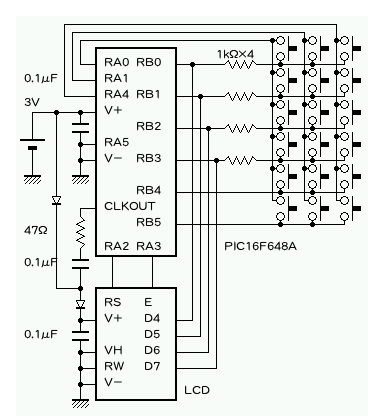 RA0 RB0 1kΩ×4
0.1μF RA1
RA4 RB1
3V V+
RB2
RA5
V- RB3
RB4
CLKOUT
RB5
47Ω
RA2 RA3 PIC16F648A
0.1μF
RS E
V+ D4
0.1μF D5
VH D6
RW D7
V- LCD